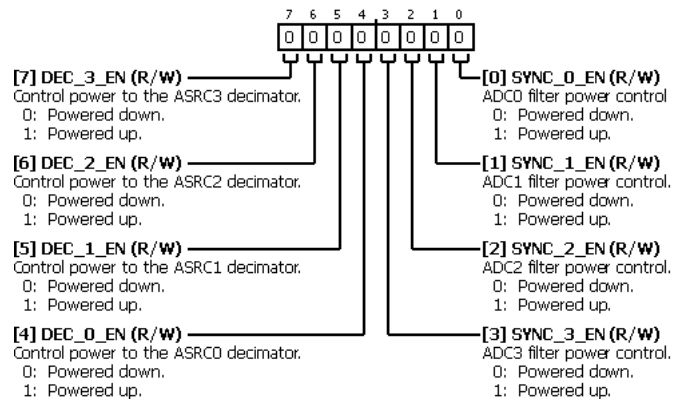 7 6 5 4 3 2 1 0
0 0 0 0 0 0 0 0
[7] DEC_3_EN (R/W)
Control power to the ASRC3 decimator.
0: Powered down.
1: Powered up.
[6] DEC_2_EN (R/W)
Control power to the ASRC2 decimator.
0: Powered down.
1: Powered up.
[5] DEC_1_EN (R/W)
Control power to the ASRC1 decimator.
0: Powered down.
1: Powered up.
[4] DEC_0_EN (R/W)
Control power to the ASRC0 decimator.
0: Powered down.
1: Powered up.
[0] SYNC_0_EN (R/W)
ADC0 filter power control
0: Powered down.
1: Powered up.
[1] SYNC_1_EN (R/W)
ADC1 filter power control.
0: Powered down.
1: Powered up.
[2] SYNC_2_EN (R/W)
ADC2 filter power control.
0: Powered down.
1: Powered up.
[3] SYNC_3_EN (R/W)
ADC3 filter power control.
0: Powered down.
1: Powered up.